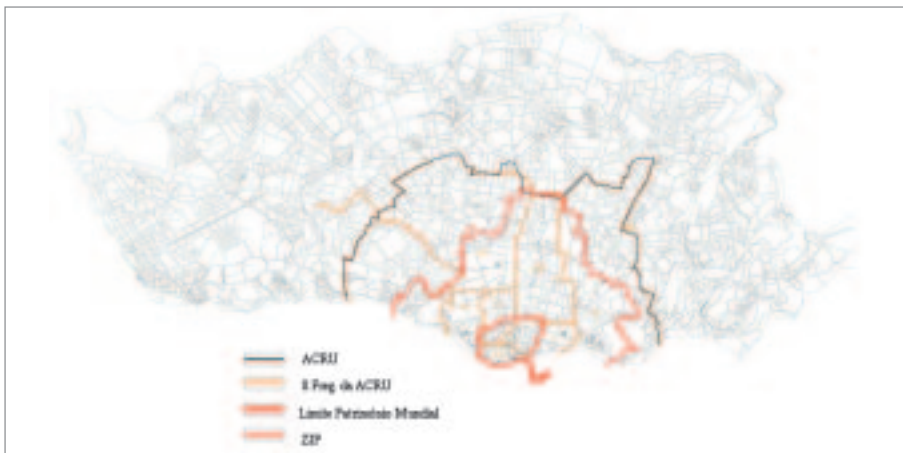 ACRU
8 Freg. da ACRU
Limite Património Mundial
ZIP